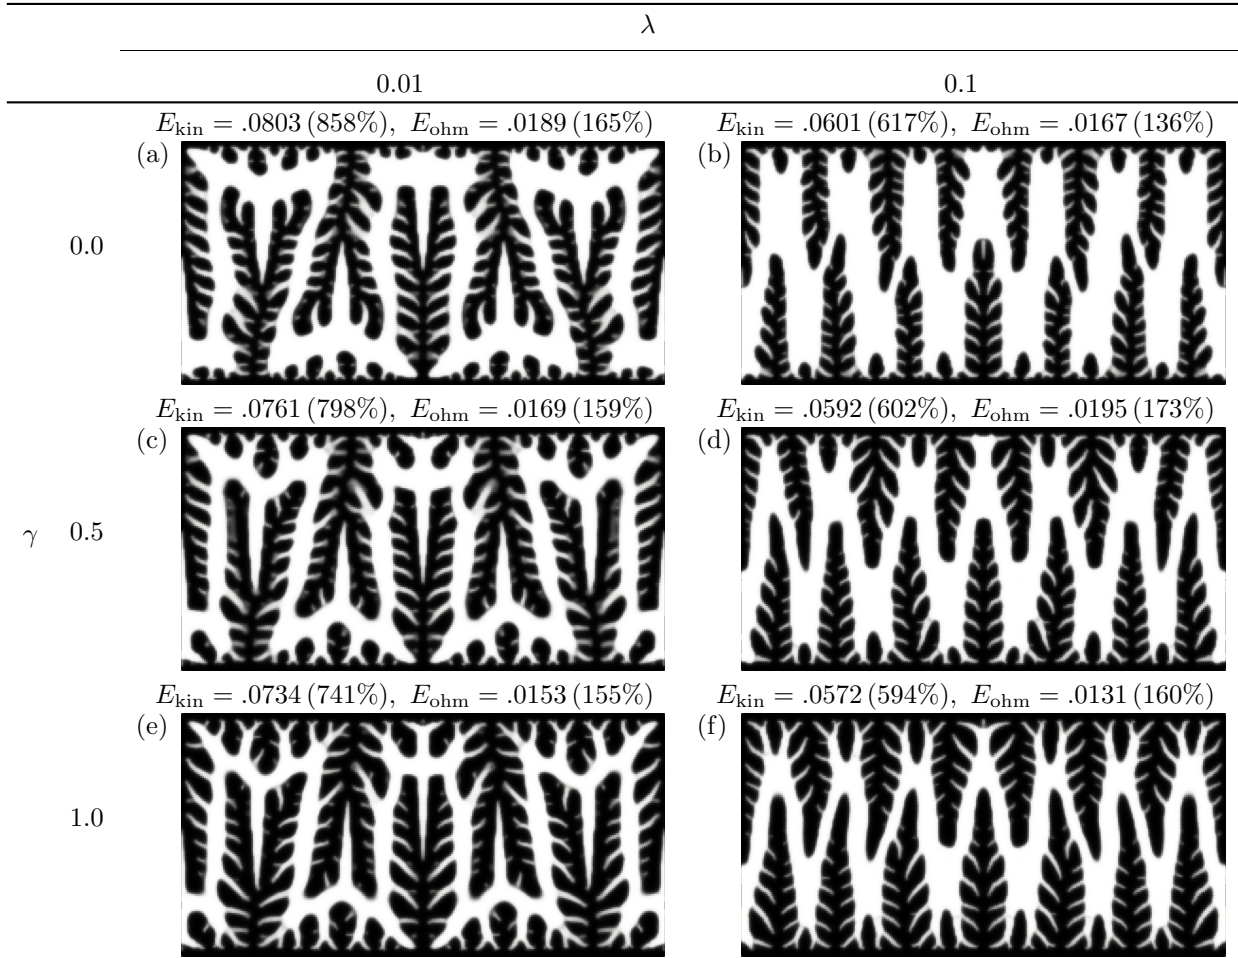 λ
0.01 0.1
E_kin = .0803 (858%), E_ohm = .0189 (165%) E_kin = .0601 (617%), E_ohm = .0167 (136%)
(a) (b)
0.0
E_kin = .0761 (798%), E_ohm = .0169 (159%) E_kin = .0592 (602%), E_ohm = .0195 (173%)
(c) (d)
γ 0.5
E_kin = .0734 (741%), E_ohm = .0153 (155%) E_kin = .0572 (594%), E_ohm = .0131 (160%)
(e) (f)
1.0